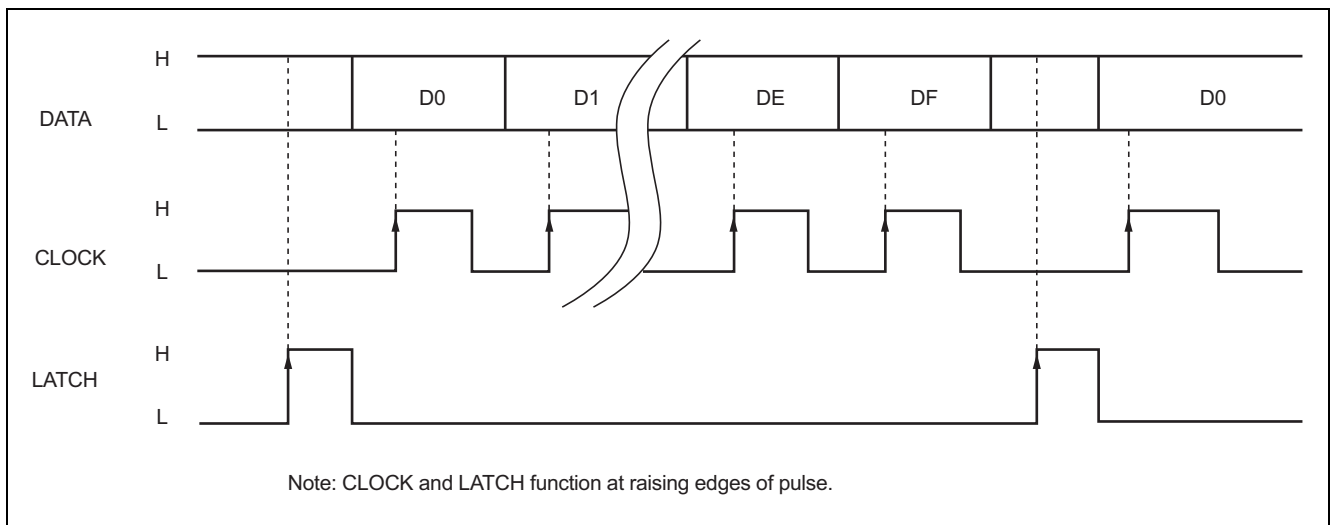 H
DATA
L
D0 D1 DE DF D0
H
CLOCK
L
H
LATCH
L
Note: CLOCK and LATCH function at raising edges of pulse.